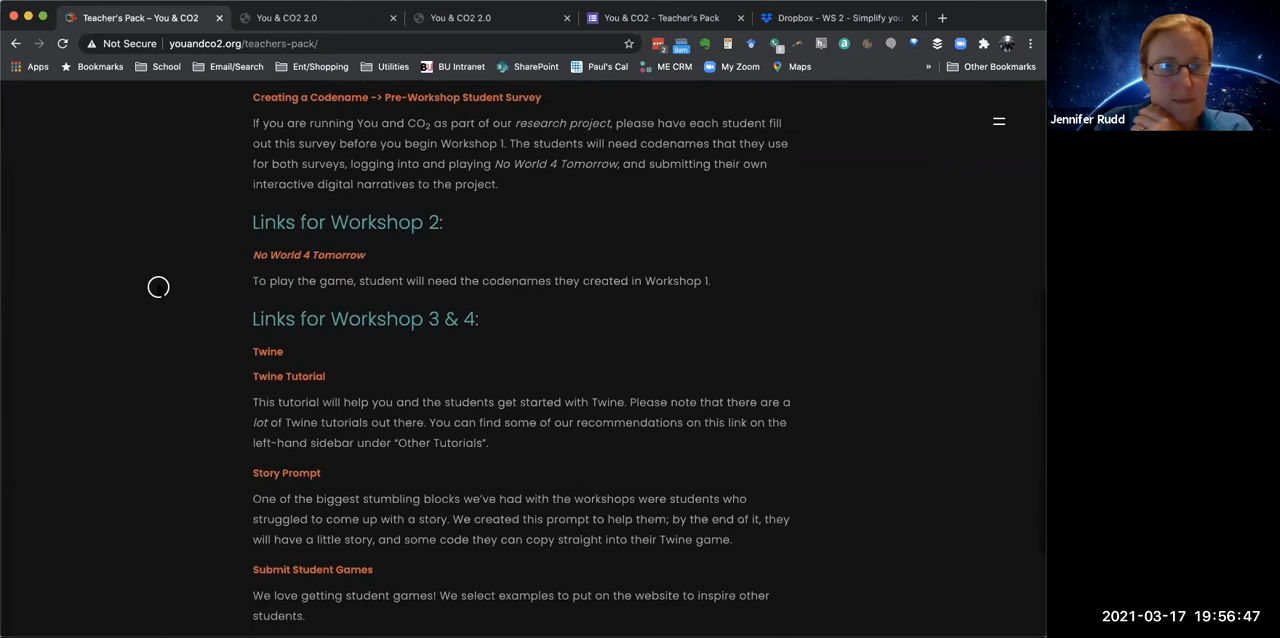 Teacher's Pack – You & CO2
You & CO2 2.0
You & CO2 2.0
You & CO2 - Teacher's Pack
Dropbox - WS 2 - Simplify you
Not Secure | youandco2.org/teachers-pack/
2
9am
1
Apps
Bookmarks
School
Email/Search
Ent/Shopping
Utilities
BU BU Intranet
SharePoint
Paul's Cal
ME CRM
My Zoom
Maps
»
Other Bookmarks
Creating a Codename -> Pre-Workshop Student Survey
If you are running You and CO2 as part of our research project, please have each student fill
out this survey before you begin Workshop 1. The students will need codenames that they use
for both surveys, logging into and playing No World 4 Tomorrow, and submitting their own
interactive digital narratives to the project.
Links for Workshop 2:
No World 4 Tomorrow
To play the game, student will need the codenames they created in Workshop 1.
Links for Workshop 3 & 4:
Twine
Twine Tutorial
This tutorial will help you and the students get started with Twine. Please note that there are a
lot of Twine tutorials out there. You can find some of our recommendations on this link on the
left-hand sidebar under “Other Tutorials”.
Story Prompt
One of the biggest stumbling blocks we’ve had with the workshops were students who
struggled to come up with a story. We created this prompt to help them; by the end of it, they
will have a little story, and some code they can copy straight into their Twine game.
Submit Student Games
We love getting student games! We select examples to put on the website to inspire other
students.
Jennifer Rudd
2021-03-17 19:56:47